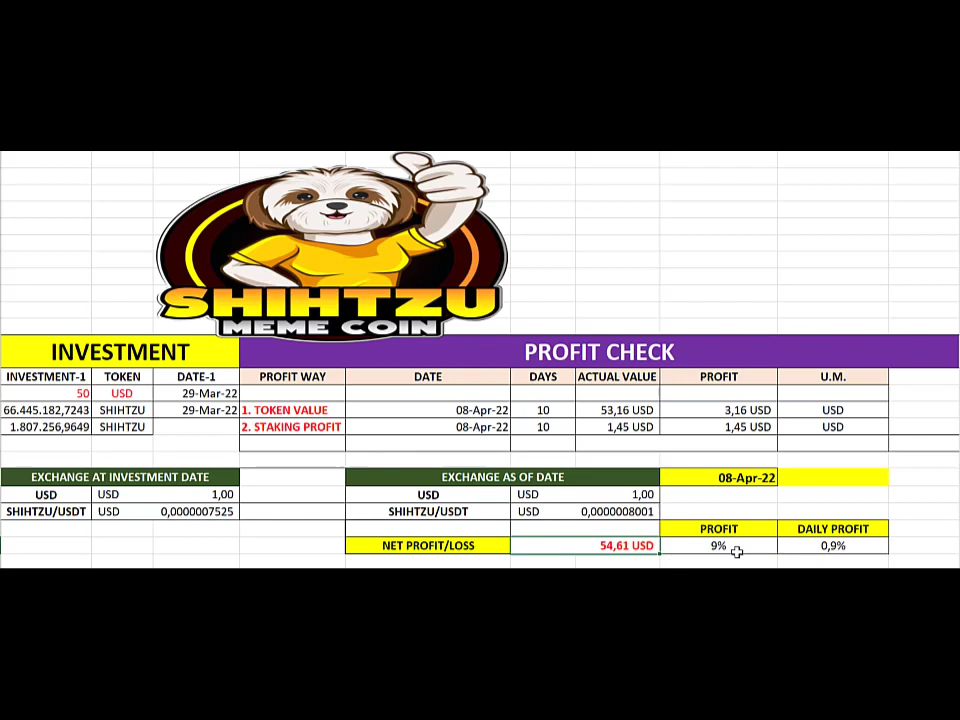 SHIHTZU
MEME COIN
INVESTMENT PROFIT CHECK
INVESTMENT-1 TOKEN DATE-1 PROFIT WAY DATE DAYS ACTUAL VALUE PROFIT U.M.
50 USD 29-Mar-22
66.445.182,7243 SHIHTZU 29-Mar-22 1. TOKEN VALUE 08-Apr-22 10 53,16 USD 3,16 USD USD
1.807.256,9649 SHIHTZU 2. STAKING PROFIT 08-Apr-22 10 1,45 USD 1,45 USD USD
EXCHANGE AT INVESTMENT DATE EXCHANGE AS OF DATE 08-Apr-22
USD USD 1,00 USD USD 1,00
SHIHTZU/USDT USD 0,0000007525 SHIHTZU/USDT USD 0,0000008001
PROFIT DAILY PROFIT
NET PROFIT/LOSS 54,61 USD 9% 0,9%